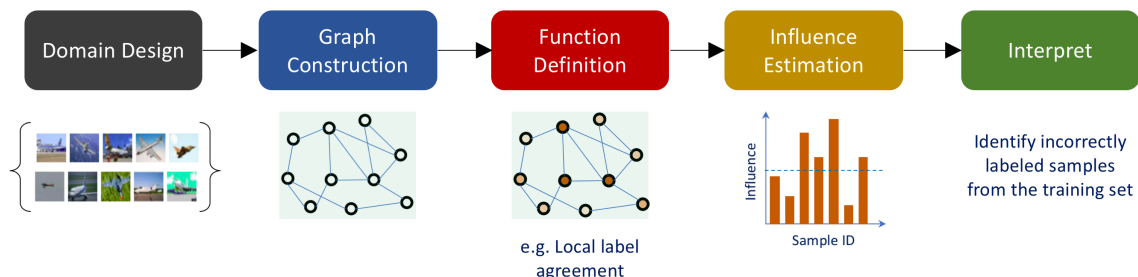 Domain Design
Graph
Construction
Function
Definition
Influence
Estimation
Interpret
e.g. Local label
agreement
Influence
Sample ID
Identify incorrectly
labeled samples
from the training set